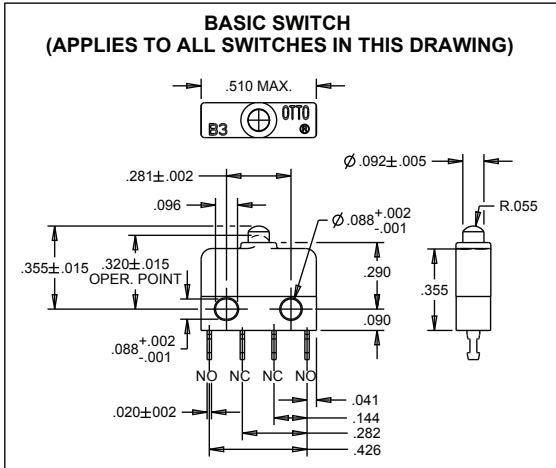 BASIC SWITCH
(APPLIES TO ALL SWITCHES IN THIS DRAWING)
.510 MAX.
B3
OTTO
®
Ø .092±.005
.281±.002
.096
Ø .088+.002
-.001
R.055
.355±.015
.320±.015
OPER. POINT
.290
.355
.090
.088+.002
-.001
NO NC NC NO
.041
.020±002
.144
.282
.426